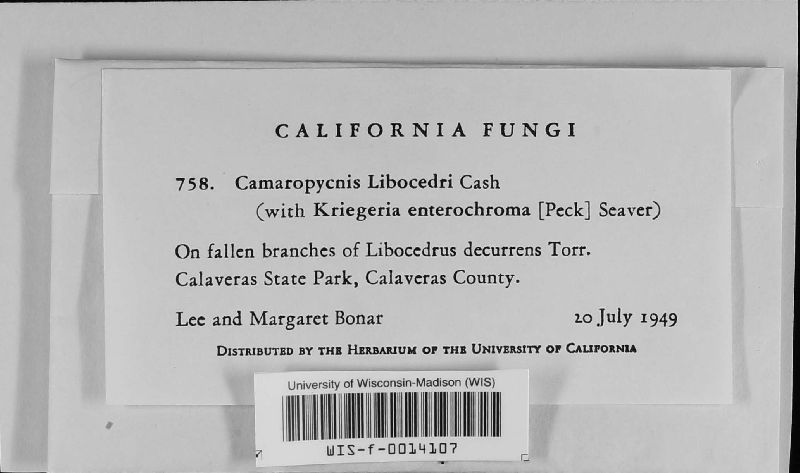 CALIFORNIA FUNGI
758. Camaropycnis Libocedri Cash
(with Kriegeria enterochroma [Peck] Seaver)
On fallen branches of Libocedrus decurrens Torr.
Calaveras State Park, Calaveras County.
Lee and Margaret Bonar 20 July 1949
DISTRIBUTED BY THE HERBARIUM OF THE UNIVERSITY OF CALIFORNIA
University of Wisconsin-Madison (WIS)
WIS-f-0014107